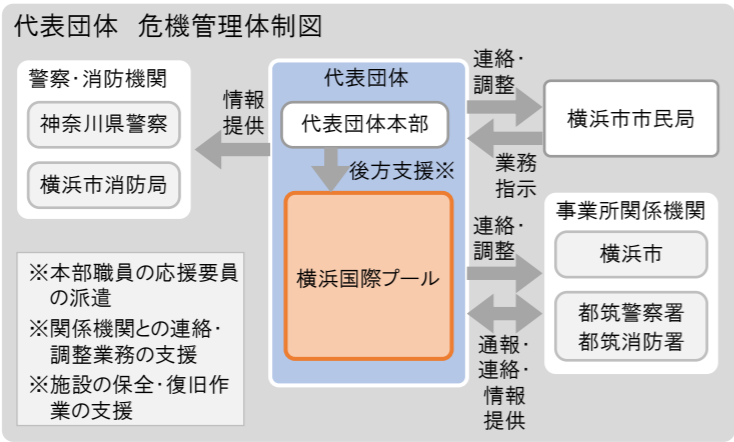 代表団体　危機管理体制図
警察・消防機関
神奈川県警察
横浜市消防局
情報
提供
代表団体
代表団体本部
後方支援※
横浜国際プール
連絡・
調整
業務
指示
横浜市市民局
連絡・
調整
通報・
連絡・
情報
提供
事業所関係機関
横浜市
都筑警察署
都筑消防署
※本部職員の応援要員
の派遣
※関係機関との連絡・
調整業務の支援
※施設の保全・復旧作
業の支援